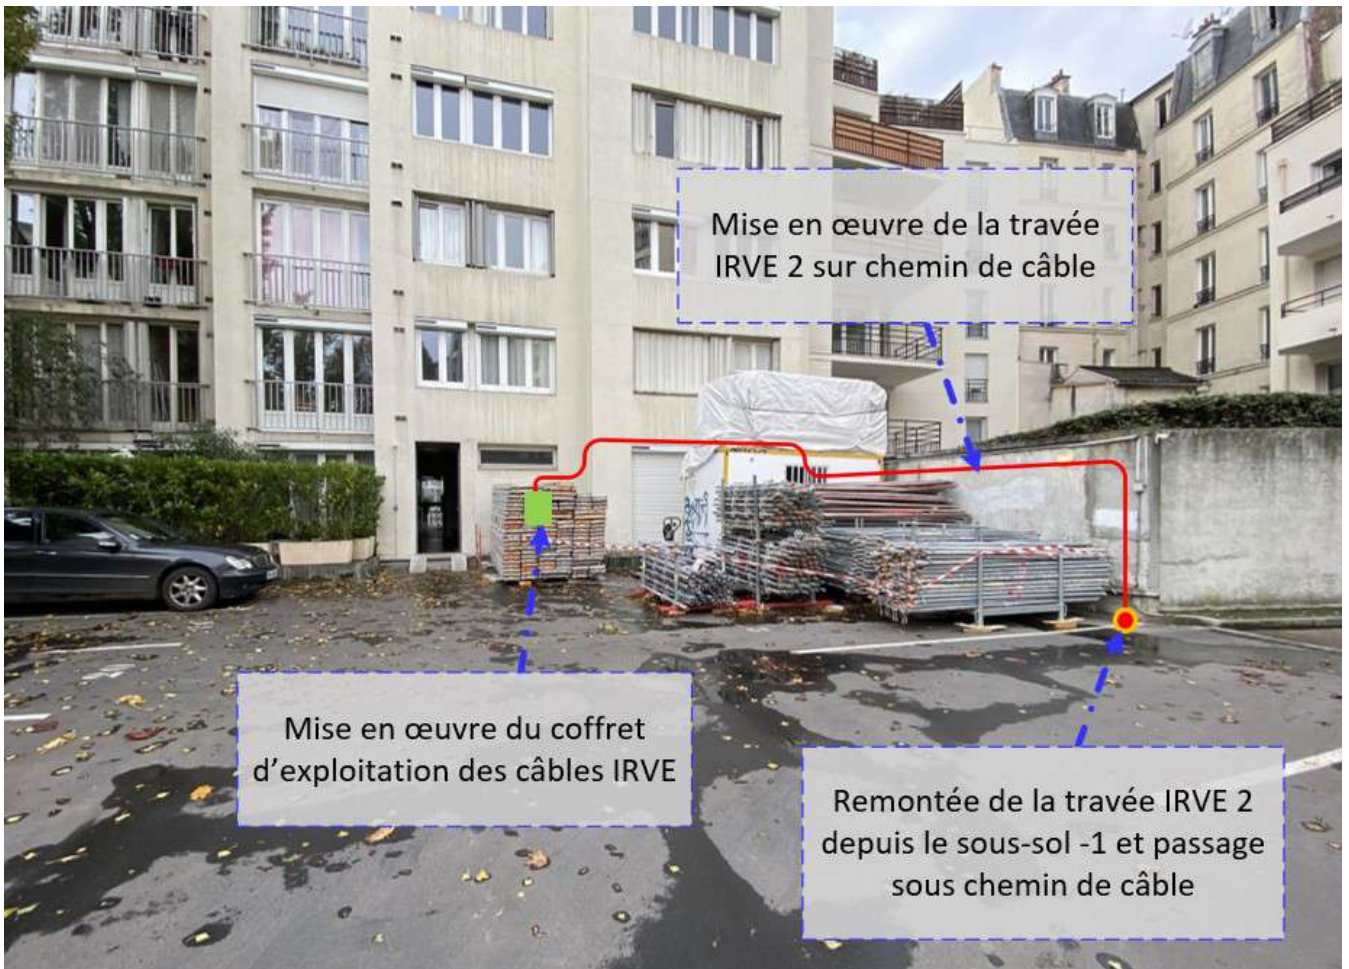 Mise en œuvre de la travée
IRVE 2 sur chemin de câble
Mise en œuvre du coffret
d'exploitation des câbles IRVE
Remontée de la travée IRVE 2
depuis le sous-sol -1 et passage
sous chemin de câble